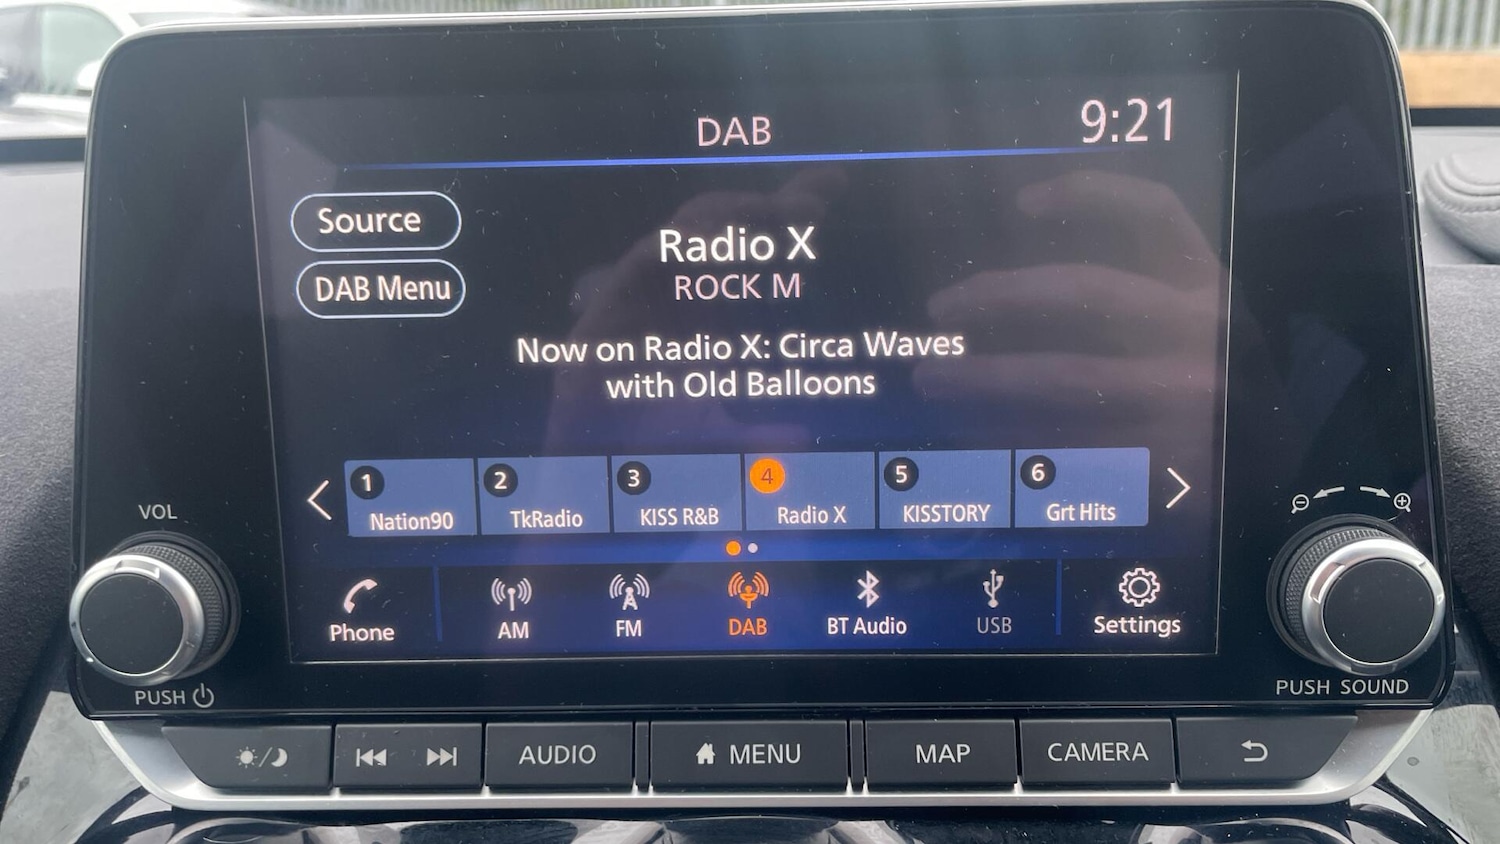 DAB
9:21
Source
DAB Menu
Radio X
ROCK M
Now on Radio X: Circa Waves
with Old Balloons
1 Nation90
2 TkRadio
3 KISS R&B
4 Radio X
5 KISSTORY
6 Grt Hits
Phone
AM
FM
DAB
BT Audio
USB
Settings
VOL
PUSH
PUSH SOUND
AUDIO
MENU
MAP
CAMERA